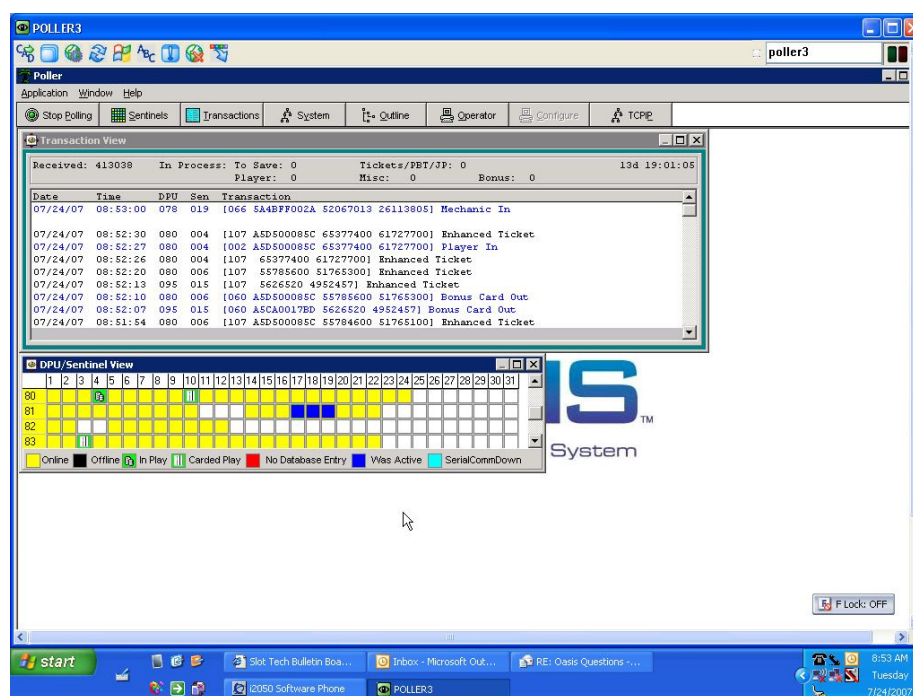 POLLER3
poller3
Poller
Application Window Help
Stop Polling Sentinels Transactions System Outline Operator Configure TCPIP
Transaction View
Received: 413038 In Process: To Save: 0 Tickets/PBT/JP: 0 13d 19:01:05
Player: 0 Misc: 0 Bonus: 0
Date Time DPU Sen Transaction
07/24/07 08:53:00 078 019 [066 5A4BFF002A 52067013 26113805] Mechanic In
07/24/07 08:52:30 080 004 [107 A5D500085C 65377400 61727700] Enhanced Ticket
07/24/07 08:52:27 080 004 [002 A5D500085C 65377400 61727700] Player In
07/24/07 08:52:26 080 004 [107 65377400 61727700] Enhanced Ticket
07/24/07 08:52:20 080 006 [107 55785600 51765300] Enhanced Ticket
07/24/07 08:52:13 095 015 [107 5626520 4952457] Enhanced Ticket
07/24/07 08:52:10 080 006 [060 A5D500085C 55785600 51765300] Bonus Card Out
07/24/07 08:52:07 095 015 [060 A5CA0017BD 5626520 4952457] Bonus Card Out
07/24/07 08:51:54 080 006 [107 A5D500085C 55784600 51765100] Enhanced Ticket
DPU/Sentinel View
1 2 3 4 5 6 7 8 9 10 11 12 13 14 15 16 17 18 19 20 21 22 23 24 25 26 27 28 29 30 31
80
81
82
83
Online Offline In Play Carded Play No Database Entry Was Active SerialCommDown
IS TM
System
F Lock: OFF
start
Slot Tech Bulletin Boa... Inbox - Microsoft Out... RE: Oasis Questions -...
i2050 Software Phone POLLER3
8:53 AM
Tuesday
7/24/2007